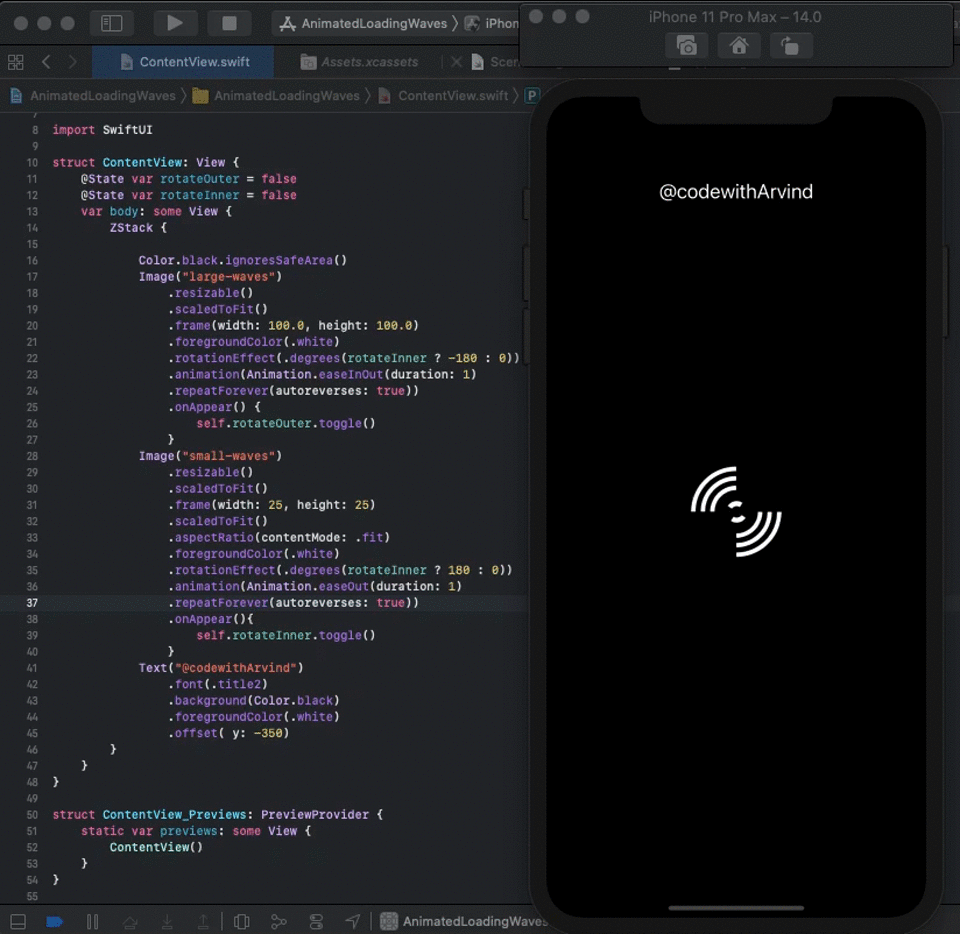 AnimatedLoadingWaves 〉 iPhon
iPhone 11 Pro Max – 14.0
ContentView.swift
Assets.xcassets
Scen
AnimatedLoadingWaves 〉 AnimatedLoadingWaves 〉 ContentView.swift 〉 P
7
8 import SwiftUI
9
10 struct ContentView: View {
11 @State var rotateOuter = false
12 @State var rotateInner = false
13 var body: some View {
14 ZStack {
15
16 Color.black.ignoresSafeArea()
17 Image("large-waves")
18 .resizable()
19 .scaledToFit()
20 .frame(width: 100.0, height: 100.0)
21 .foregroundColor(.white)
22 .rotationEffect(.degrees(rotateInner ? -180 : 0))
23 .animation(Animation.easeInOut(duration: 1)
24 .repeatForever(autoreverses: true))
25 .onAppear() {
26 self.rotateOuter.toggle()
27 }
28 Image("small-waves")
29 .resizable()
30 .scaledToFit()
31 .frame(width: 25, height: 25)
32 .scaledToFit()
33 .aspectRatio(contentMode: .fit)
34 .foregroundColor(.white)
35 .rotationEffect(.degrees(rotateInner ? 180 : 0))
36 .animation(Animation.easeOut(duration: 1)
37 .repeatForever(autoreverses: true))
38 .onAppear(){
39 self.rotateInner.toggle()
40 }
41 Text("@codewithArvind")
42 .font(.title2)
43 .background(Color.black)
44 .foregroundColor(.white)
45 .offset( y: -350)
46 }
47 }
48 }
49
50 struct ContentView_Previews: PreviewProvider {
51 static var previews: some View {
52 ContentView()
53 }
54 }
55
AnimatedLoadingWaves
@codewithArvind